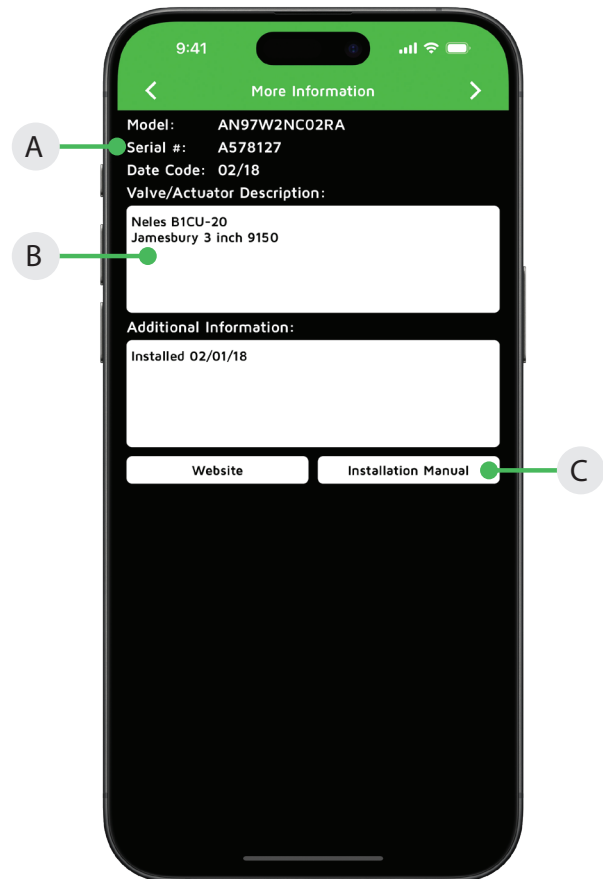 9:41
More Information
Model: AN97W2NC02RA
A
Serial #: A578127
Date Code: 02/18
Valve/Actuator Description:
Neles B1CU-20
Jamesbury 3 inch 9150
B
Additional Information:
Installed 02/01/18
Website
Installation Manual
C